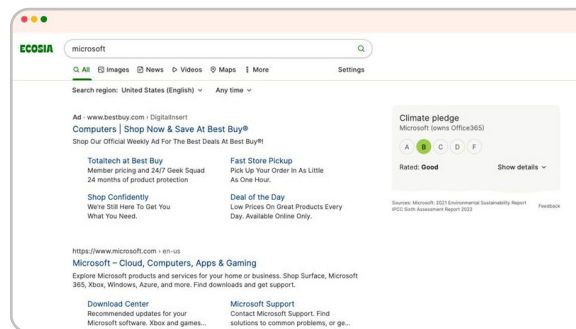 ECOSIA
microsoft
All Images News Videos Maps More Settings
Search region: United States (English) Any time
Ad · www.bestbuy.com › DigitalInsert
Computers | Shop Now & Save At Best Buy®
Shop Our Official Weekly Ad For The Best Deals At Best Buy®!
Totaltech at Best Buy
Member pricing and 24/7 Geek Squad
24 months of product protection
Fast Store Pickup
Pick Up Your Order In As Little
As One Hour.
Shop Confidently
We're Still Here To Get You
What You Need.
Deal of the Day
Low Prices On Great Products Every
Day. Available Online Only.
https://www.microsoft.com › en-us
Microsoft – Cloud, Computers, Apps & Gaming
Explore Microsoft products and services for your home or business. Shop Surface, Microsoft
365, Xbox, Windows, Azure, and more. Find downloads and get support.
Download Center
Recommended updates for your
Microsoft software. Xbox and games...
Microsoft Support
Contact Microsoft Support. Find
solutions to common problems, or ge...
Climate pledge
Microsoft (owns Office365)
A B C D F
Rated: Good Show details
Sources: Microsoft: 2021 Environmental Sustainability Report
IPCC Sixth Assessment Report 2022
Feedback